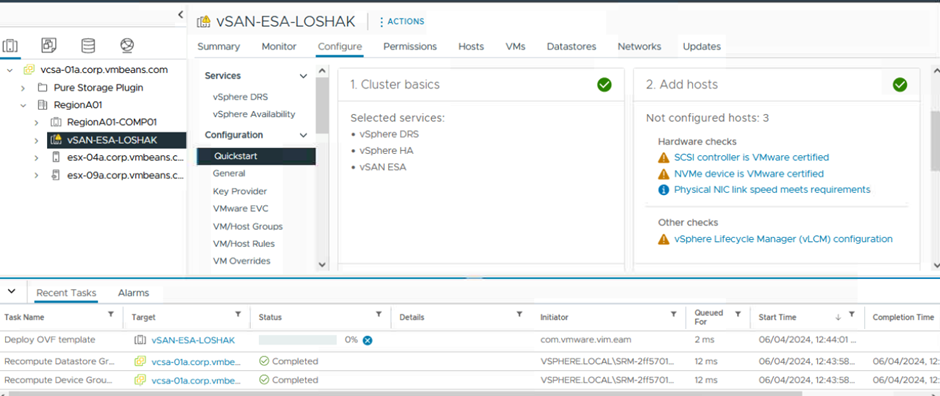 vSAN-ESA-LOSHAK
ACTIONS
Summary Monitor Configure Permissions Hosts VMs Datastores Networks Updates
vcsa-01a.corp.vmbeans.com
Pure Storage Plugin
RegionA01
RegionA01-COMP01
vSAN-ESA-LOSHAK
esx-04a.corp.vmbeans.c...
esx-09a.corp.vmbeans.c...
Services
vSphere DRS
vSphere Availability
Configuration
Quickstart
General
Key Provider
VMware EVC
VM/Host Groups
VM/Host Rules
VM Overrides
1. Cluster basics
Selected services:
• vSphere DRS
• vSphere HA
• vSAN ESA
2. Add hosts
Not configured hosts: 3
Hardware checks
SCSI controller is VMware certified
NVMe device is VMware certified
Physical NIC link speed meets requirements
Other checks
vSphere Lifecycle Manager (vLCM) configuration
Recent Tasks Alarms
Task Name Target Status Details Initiator Queued For Start Time Completion Time
Deploy OVF template vSAN-ESA-LOSHAK 0% com.vmware.vim.eam 2 ms 06/04/2024, 12:44:01
Recompute Datastore Gr... vcsa-01a.corp.vmbe... Completed VSPHERE.LOCAL\SRM-2ff5701... 12 ms 06/04/2024, 12:43:58... 06/04/2024, 12:43:
Recompute Device Grou... vcsa-01a.corp.vmbe... Completed VSPHERE.LOCAL\SRM-2ff5701... 12 ms 06/04/2024, 12:43:58... 06/04/2024, 12:43: